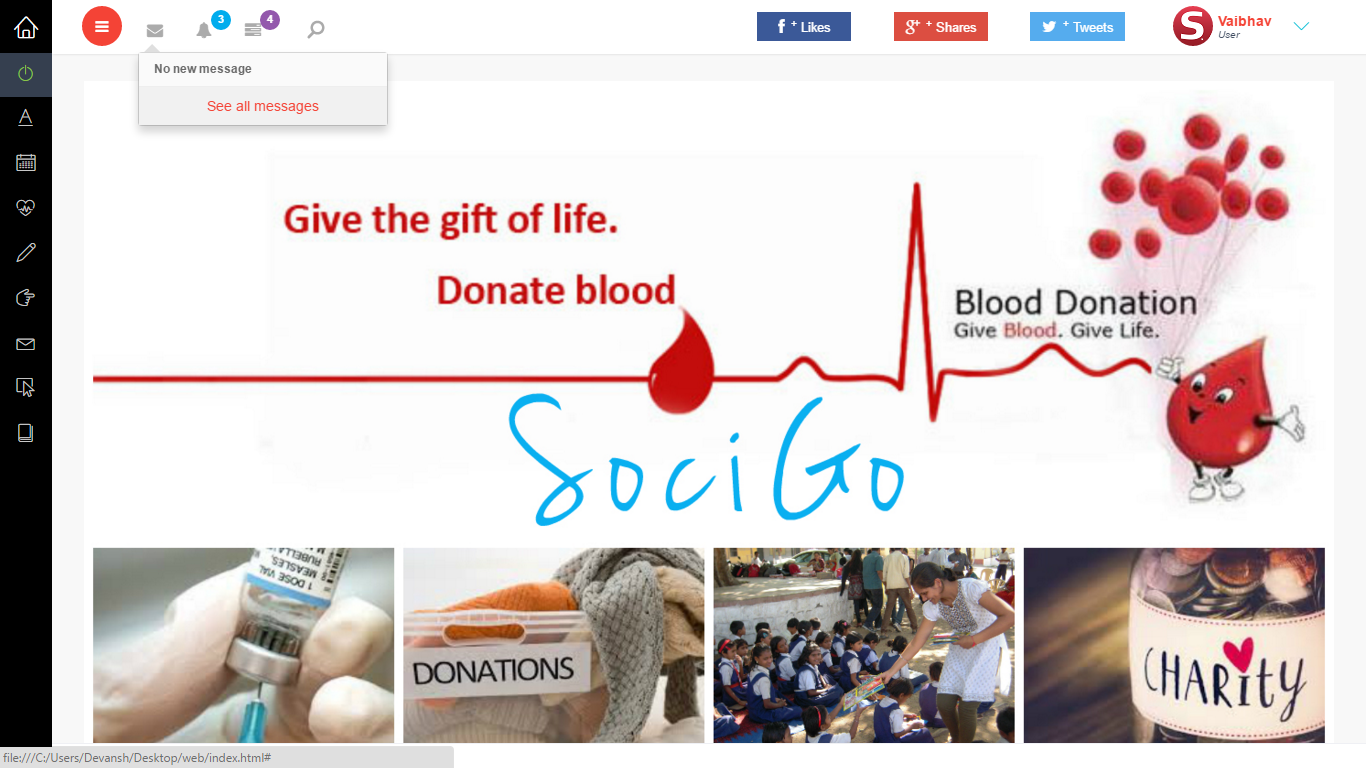 3
4
f + Likes
g+ + Shares
+ Tweets
S
Vaibhav
User
No new message
See all messages
A
Give the gift of life.
Donate blood
Blood Donation
Give Blood. Give Life.
SociGo
1 DOSE VIAL
MEASLES,
RUBELLA
DONATIONS
CHARity
file:///C:/Users/Devansh/Desktop/web/index.html#